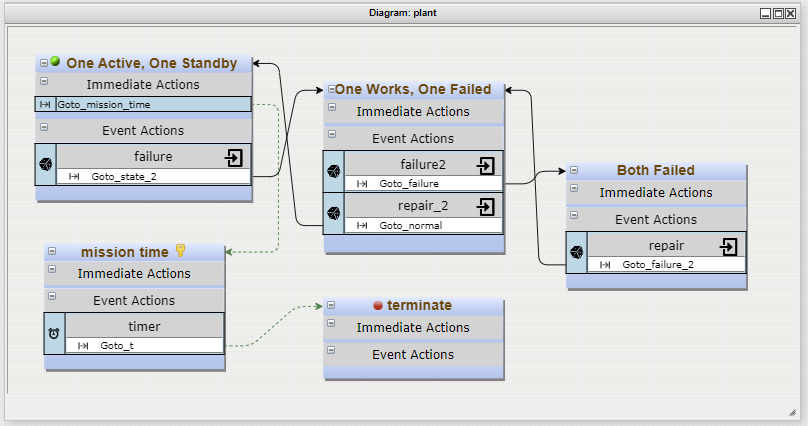 Diagram: plant
One Active, One Standby
Immediate Actions
Goto_mission_time
Event Actions
failure
Goto_state_2
One Works, One Failed
Immediate Actions
Event Actions
failure2
Goto_failure
repair_2
Goto_normal
Both Failed
Immediate Actions
Event Actions
repair
Goto_failure_2
mission time
Immediate Actions
Event Actions
timer
Goto_t
terminate
Immediate Actions
Event Actions